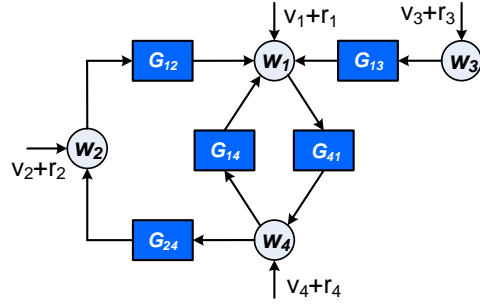 v₁+r₁
v₃+r₃
G₁₂
w₁
G₁₃
w₃
w₂
v₂+r₂
G₁₄
G₄₁
G₂₄
w₄
v₄+r₄